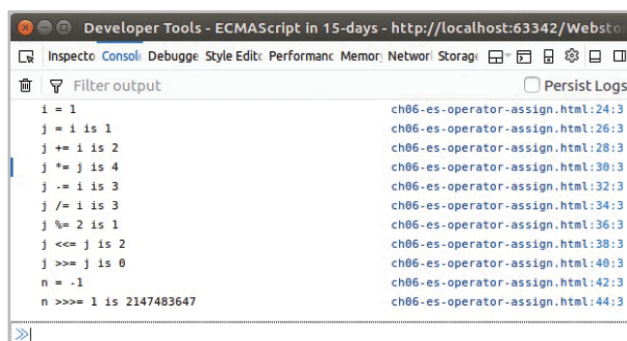 Developer Tools - ECMAScript in 15-days - http://localhost:63342/Websto
Inspecto Console Debugge Style Edito Performanc Memor Networ Storag
Filter output Persist Logs
i = 1 ch06-es-operator-assign.html:24:3
j = i is 1 ch06-es-operator-assign.html:26:3
j += i is 2 ch06-es-operator-assign.html:28:3
j *= j is 4 ch06-es-operator-assign.html:30:3
j -= i is 3 ch06-es-operator-assign.html:32:3
j /= i is 3 ch06-es-operator-assign.html:34:3
j %= 2 is 1 ch06-es-operator-assign.html:36:3
j <<= j is 2 ch06-es-operator-assign.html:38:3
j >>= j is 0 ch06-es-operator-assign.html:40:3
n = -1 ch06-es-operator-assign.html:42:3
n >>>= 1 is 2147483647 ch06-es-operator-assign.html:44:3